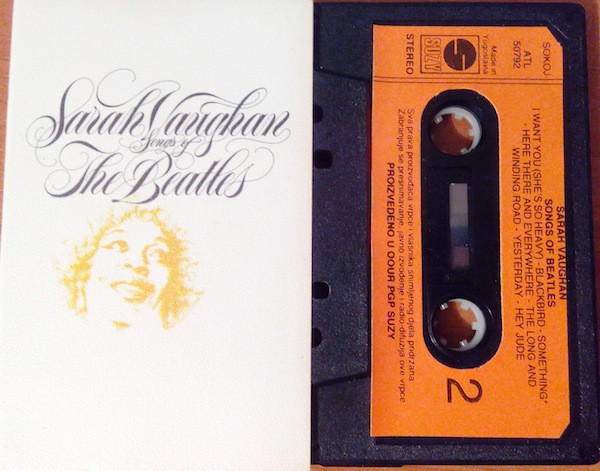 Sarah Vaughan
Songs of
The Beatles
SOKOJ
ATL
50792
Made in
Yugoslavia
SUZY
STEREO
SARAH VAUGHAN
SONGS OF BEATLES
I WANT YOU (SHE'S SO HEAVY) - BLACKBIRD - SOMETHING"
- HERE THERE AND EVERYWHERE - THE LONG AND
WINDING ROAD - YESTERDAY - HEY JUDE
2
Sva prava proizvođača vrpce i vlasnika snimljenog djela pridržana.
Zabranjuje se presnimavanje, javno izvođenje i radio-difuzija ove vrpce
PROIZVEDENO U OOUR PGP SUZY